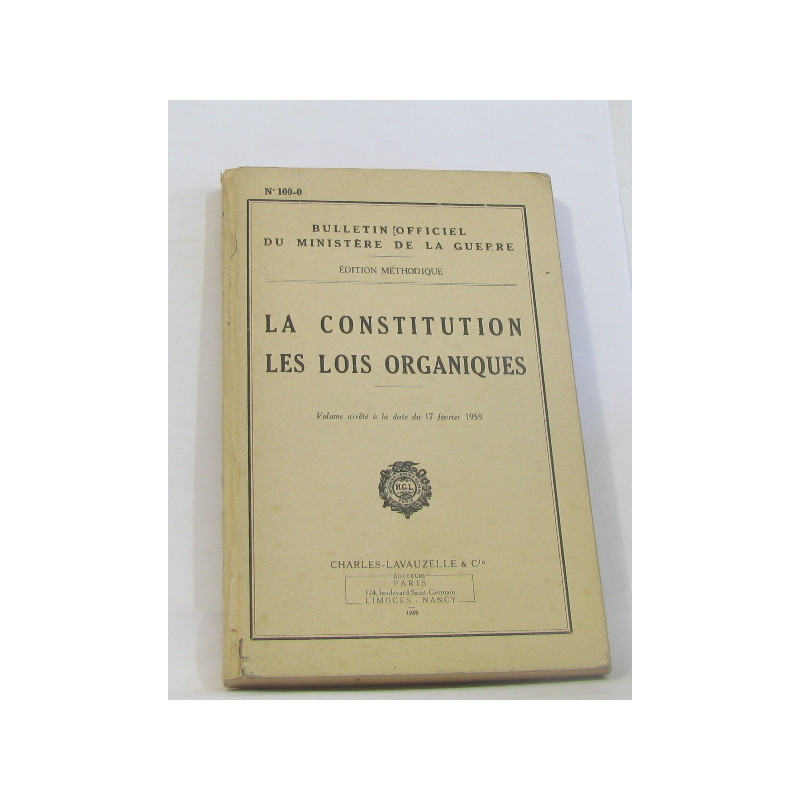 N° 100-0
BULLETIN OFFICIEL
DU MINISTÈRE DE LA GUERRE
ÉDITION MÉTHODIQUE
LA CONSTITUTION
LES LOIS ORGANIQUES
Volume arrêté à la date du 17 février 1959
H.C.L.
PARIS
CHARLES-LAVAUZELLE & Cie
ÉDITEURS
PARIS
124, boulevard Saint-Germain
LIMOGES - NANCY
1959